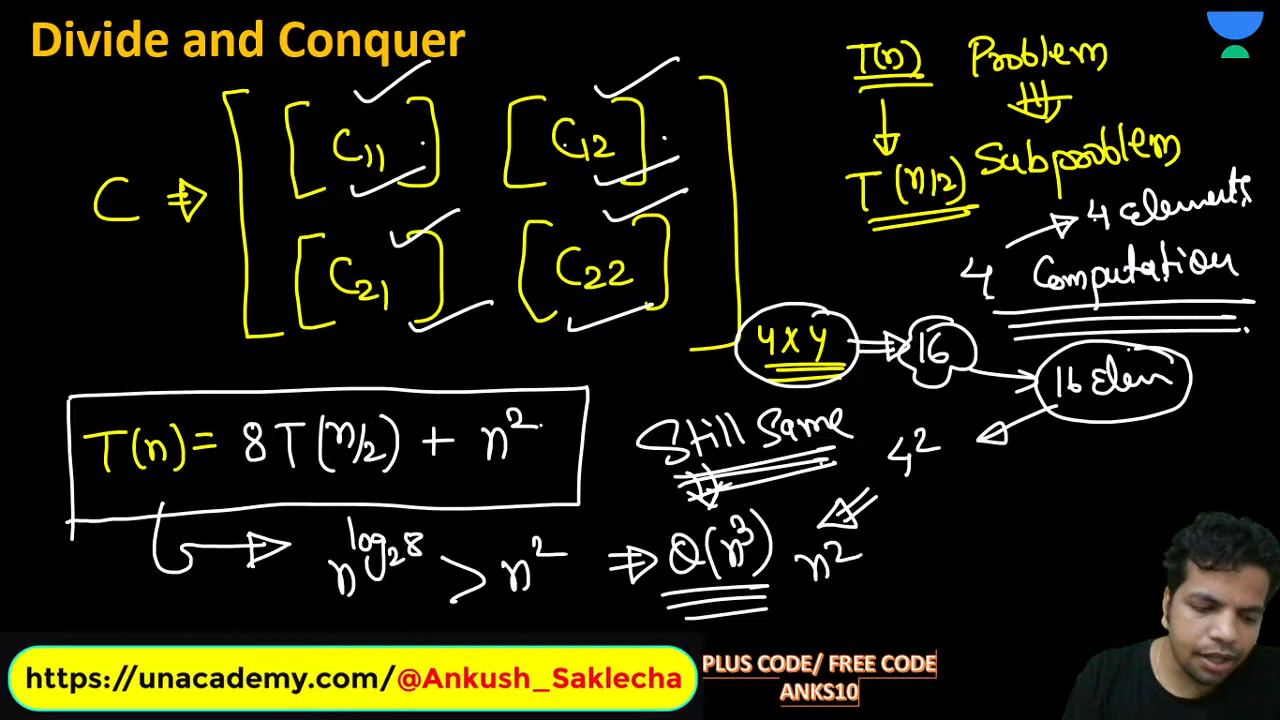 Divide and Conquer
T(n) Problem
T(n/2) Subproblem
C ⇒ [ [C11] [C12]
[C21] [C22] ]
4×4 ⇒ 16
4 Elements
4 Computation
16 Elem
4²
n²
T(n) = 8T(n/2) + n²
Still Same
n^log₂8 > n² ⇒ θ(n³)
https://unacademy.com/@Ankush_Saklecha
PLUS CODE/ FREE CODE
ANKS10